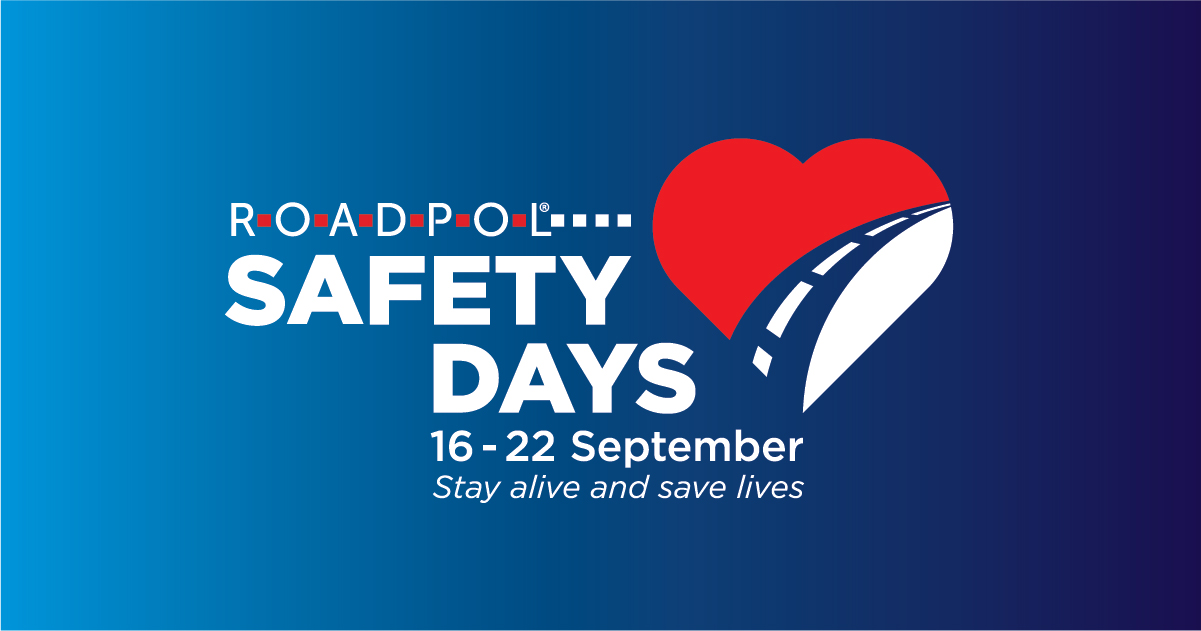 R·O·A·D·P·O·L®
SAFETY
DAYS
16 - 22 September
Stay alive and save lives